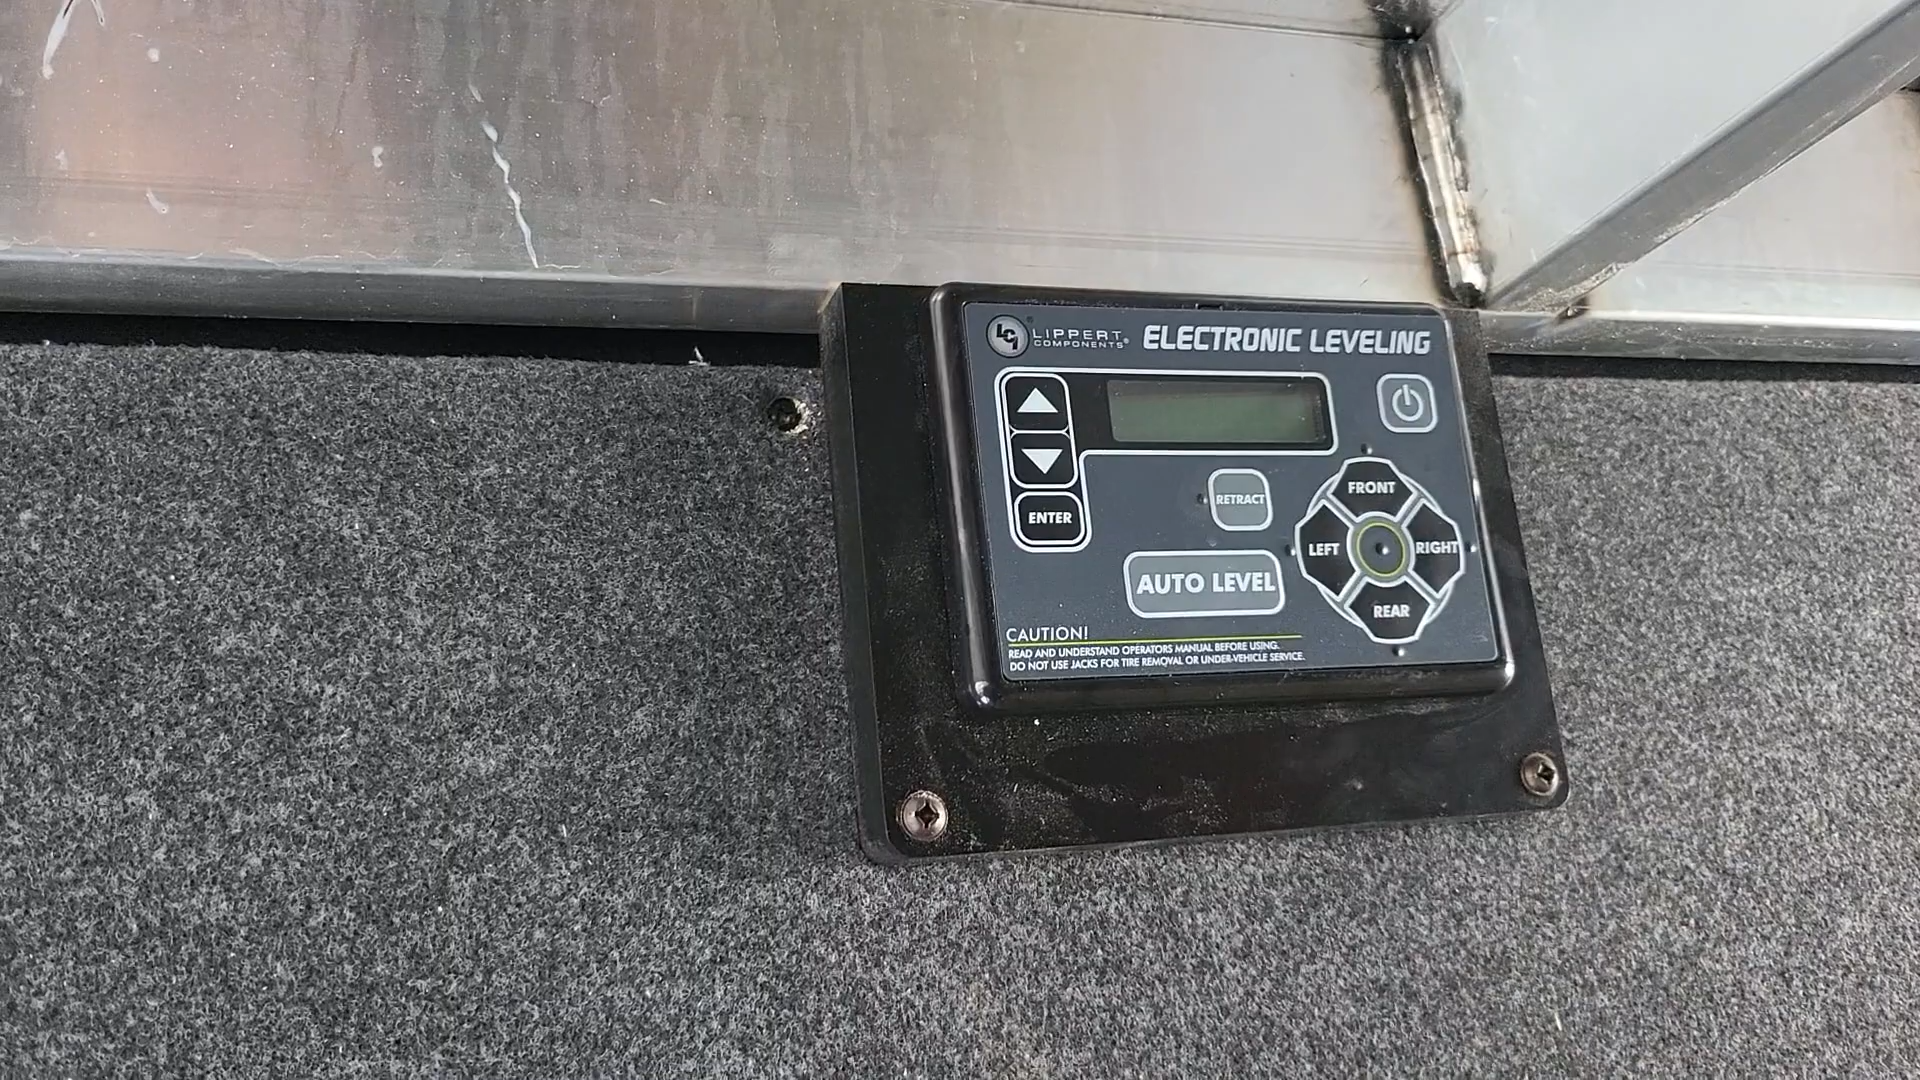 LCI® LIPPERT COMPONENTS® ELECTRONIC LEVELING
ENTER
RETRACT
AUTO LEVEL
FRONT
LEFT
RIGHT
REAR
CAUTION!
READ AND UNDERSTAND OPERATORS MANUAL BEFORE USING.
DO NOT USE JACKS FOR TIRE REMOVAL OR UNDER-VEHICLE SERVICE.